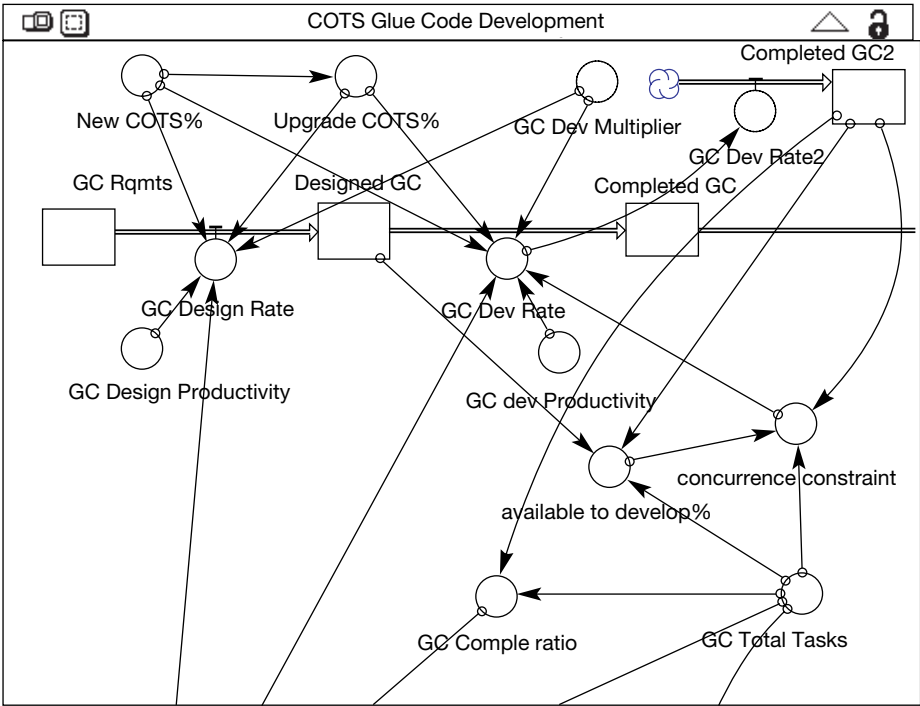 COTS Glue Code Development
Completed GC2
New COTS%
Upgrade COTS%
GC Dev Multiplier
GC Dev Rate2
GC Rqmts
Designed GC
Completed GC
GC Design Rate
GC Dev Rate
GC Design Productivity
GC dev Productivity
concurrence constraint
available to develop%
GC Comple ratio
GC Total Tasks